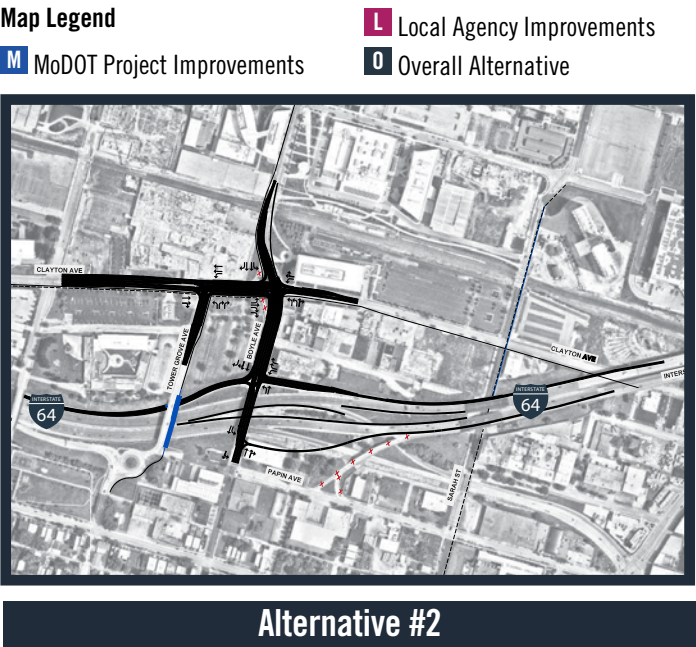 Map Legend
M MoDOT Project Improvements
L Local Agency Improvements
O Overall Alternative
CLAYTON AVE
TOWER GROVE AVE
BOYLE AVE
CLAYTON AVE
INTERS
INTERSTATE
64
INTERSTATE
64
PAPIN AVE
SARAH ST
Alternative #2